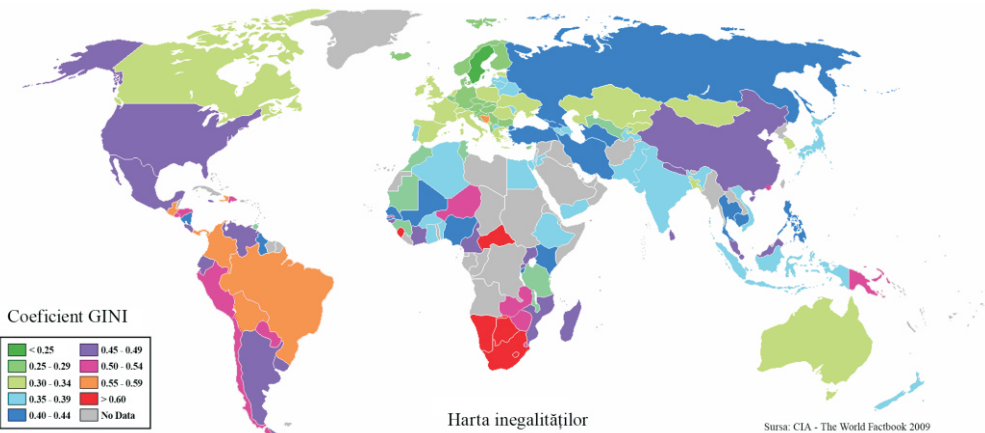 Coeficient GINI
< 0.25
0.25 - 0.29
0.30 - 0.34
0.35 - 0.39
0.40 - 0.44
0.45 - 0.49
0.50 - 0.54
0.55 - 0.59
> 0.60
No Data
Harta inegalităților
Sursa: CIA - The World Factbook 2009